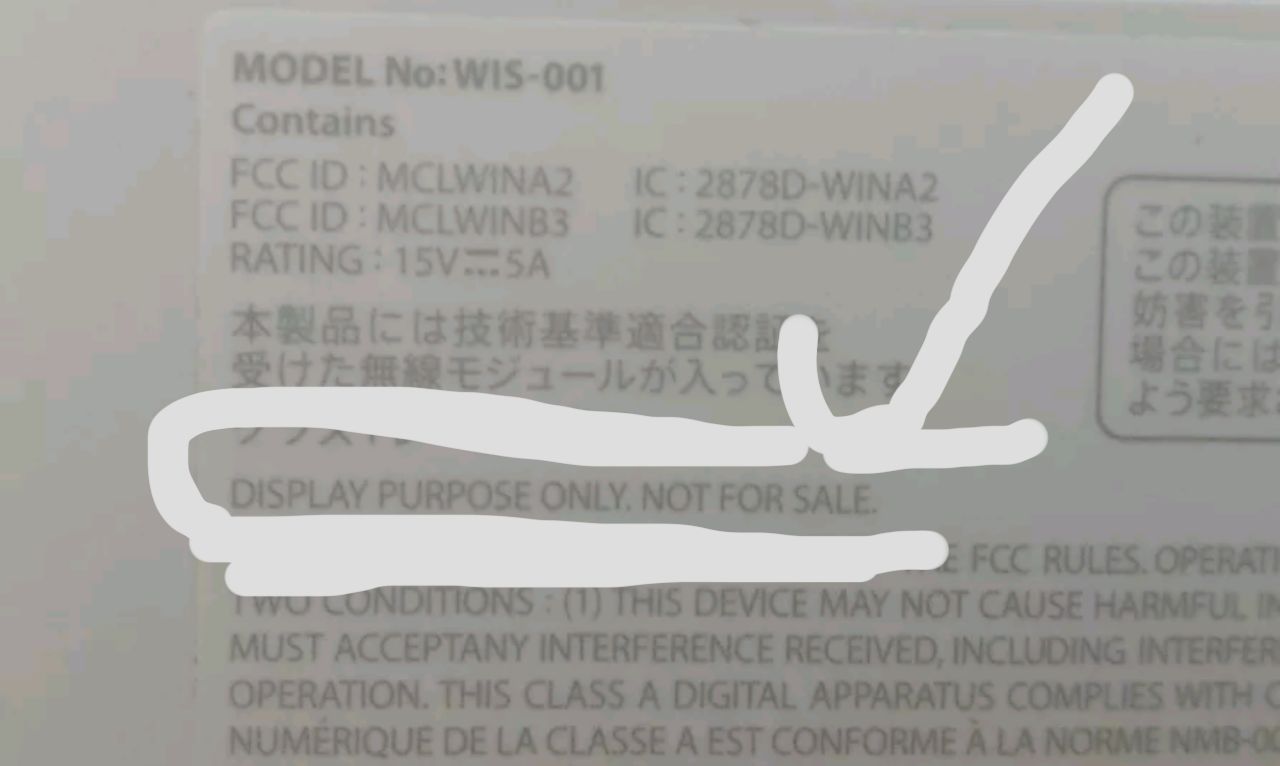 MODEL No: WIS-001
Contains
FCC ID : MCLWINA2 IC : 2878D-WINA2
FCC ID : MCLWINB3 IC : 2878D-WINB3
RATING : 15V⎓5A
本製品には技術基準適合認証を
受けた無線モジュールが入っています
DISPLAY PURPOSE ONLY. NOT FOR SALE.
FCC RULES. OPERATI
TWO CONDITIONS : (1) THIS DEVICE MAY NOT CAUSE HARMFUL IN
MUST ACCEPTANY INTERFERENCE RECEIVED, INCLUDING INTERFER
OPERATION. THIS CLASS A DIGITAL APPARATUS COMPLIES WITH C
NUMÉRIQUE DE LA CLASSE A EST CONFORME À LA NORME NMB-00
この装置
この装置
妨害を引
場合には
よう要求